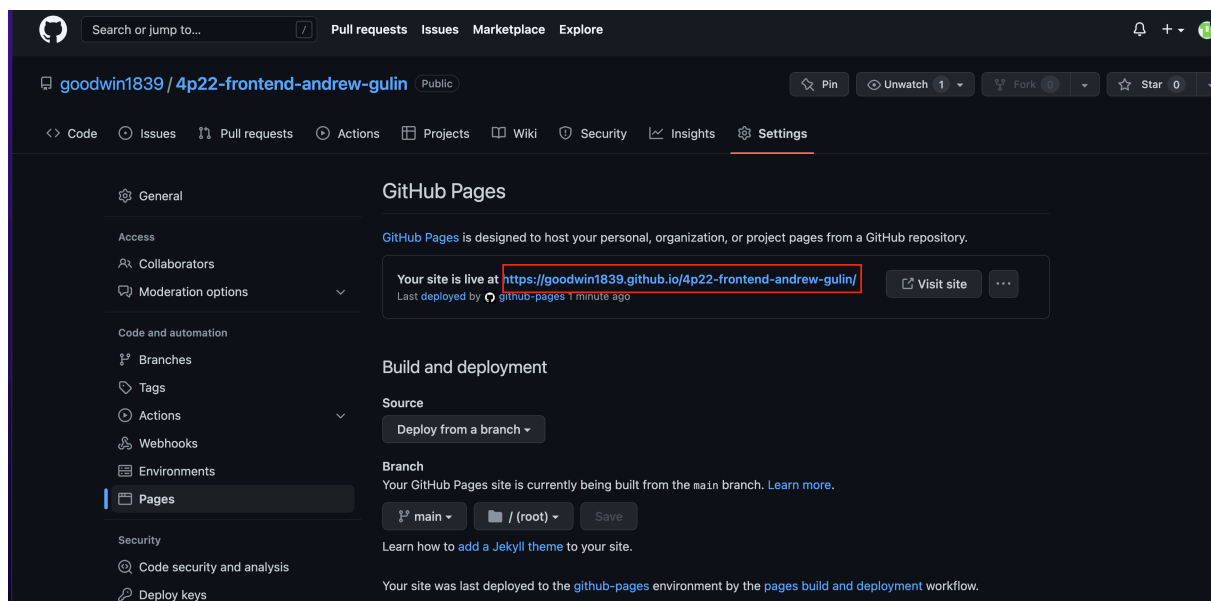 Search or jump to... / Pull requests Issues Marketplace Explore
goodwin1839 / 4p22-frontend-andrew-gulin Public Pin Unwatch 1 Fork 0 Star 0
Code Issues Pull requests Actions Projects Wiki Security Insights Settings
General
Access
Collaborators
Moderation options
Code and automation
Branches
Tags
Actions
Webhooks
Environments
Pages
Security
Code security and analysis
Deploy keys
GitHub Pages
GitHub Pages is designed to host your personal, organization, or project pages from a GitHub repository.
Your site is live at https://goodwin1839.github.io/4p22-frontend-andrew-gulin/
Last deployed by github-pages 1 minute ago
Visit site ...
Build and deployment
Source
Deploy from a branch
Branch
Your GitHub Pages site is currently being built from the main branch. Learn more.
main / (root) Save
Learn how to add a Jekyll theme to your site.
Your site was last deployed to the github-pages environment by the pages build and deployment workflow.